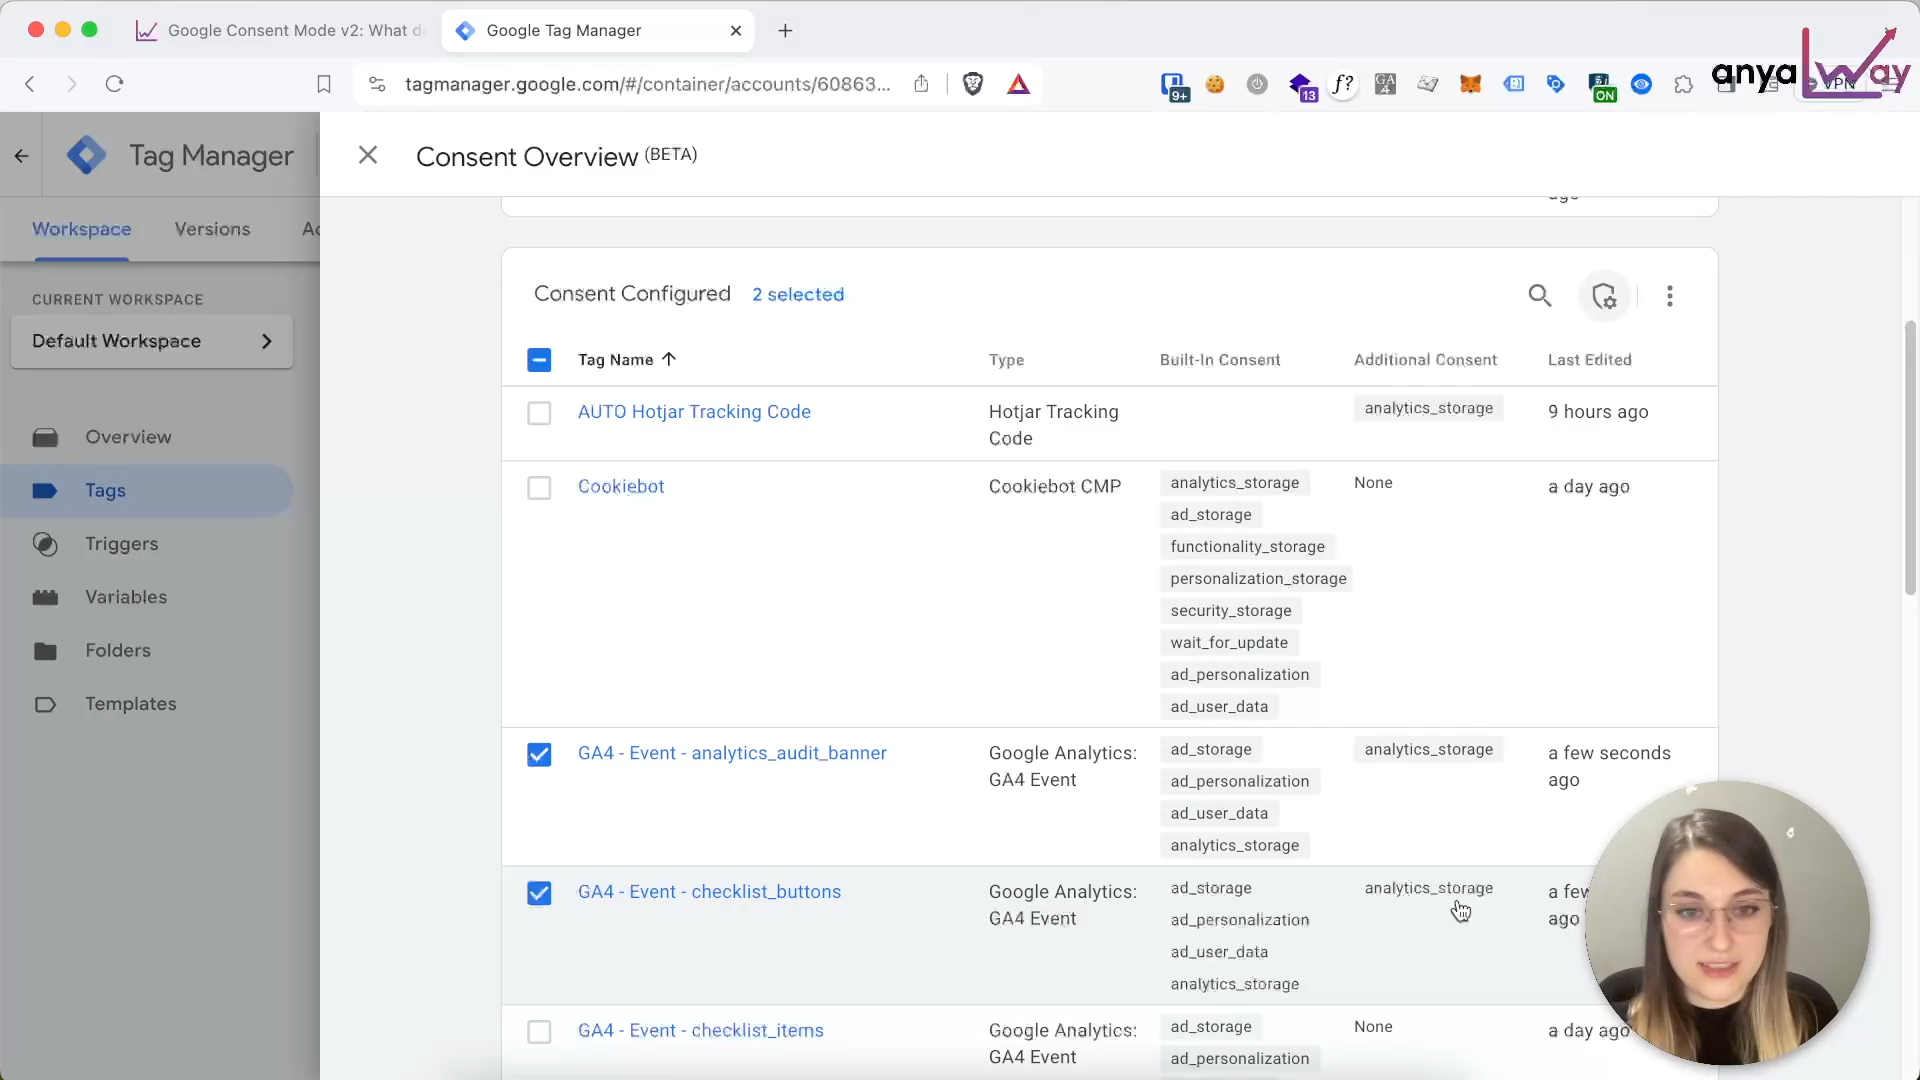 Google Consent Mode v2: What d
Google Tag Manager
tagmanager.google.com/#/container/accounts/60863...
9+
13
f?
GA
4
ON
VPN
anya
way
Tag Manager
Consent Overview (BETA)
ago
Workspace
Versions
Ac
CURRENT WORKSPACE
Default Workspace
Overview
Tags
Triggers
Variables
Folders
Templates
Consent Configured 2 selected
Tag Name
Type
Built-In Consent
Additional Consent
Last Edited
AUTO Hotjar Tracking Code
Hotjar Tracking
Code
analytics_storage
9 hours ago
Cookiebot
Cookiebot CMP
analytics_storage
ad_storage
functionality_storage
personalization_storage
security_storage
wait_for_update
ad_personalization
ad_user_data
None
a day ago
GA4 - Event - analytics_audit_banner
Google Analytics:
GA4 Event
ad_storage
ad_personalization
ad_user_data
analytics_storage
analytics_storage
a few seconds
ago
GA4 - Event - checklist_buttons
Google Analytics:
GA4 Event
ad_storage
ad_personalization
ad_user_data
analytics_storage
analytics_storage
a few
ago
GA4 - Event - checklist_items
Google Analytics:
GA4 Event
ad_storage
ad_personalization
None
a day ago